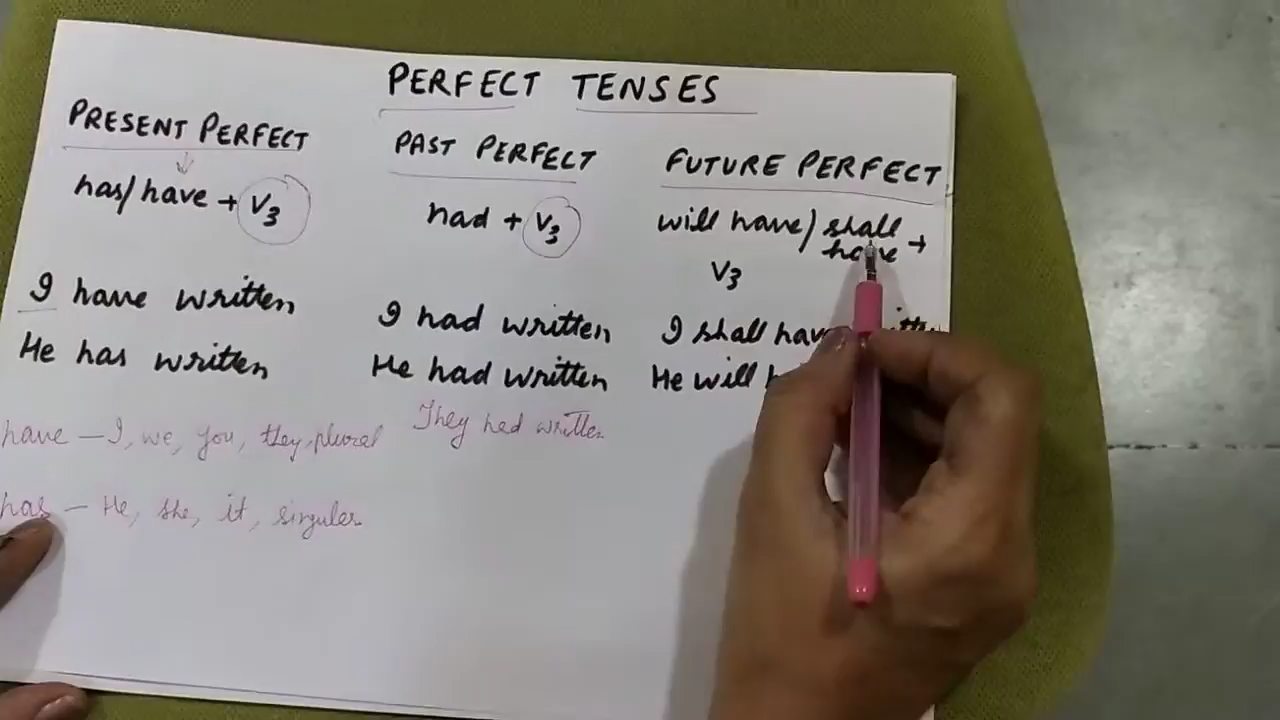 PERFECT TENSES
PRESENT PERFECT
has/have + V3
I have written
He has written
have — I, we, you, they, plural
has — He, she, it, singular
PAST PERFECT
had + V3
I had written
He had written
They had written
FUTURE PERFECT
will have/ shall have +
V3
I shall have
He will